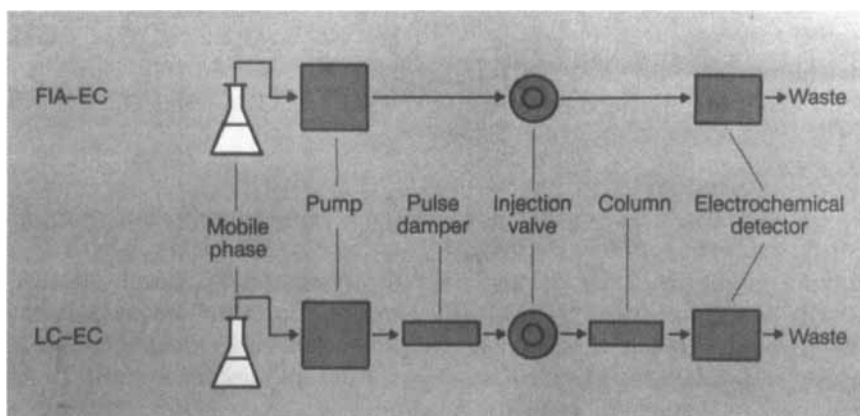 FIA–EC
Waste
Mobile
phase
Pump
Pulse
damper
Injection
valve
Column
Electrochemical
detector
LC–EC
Waste